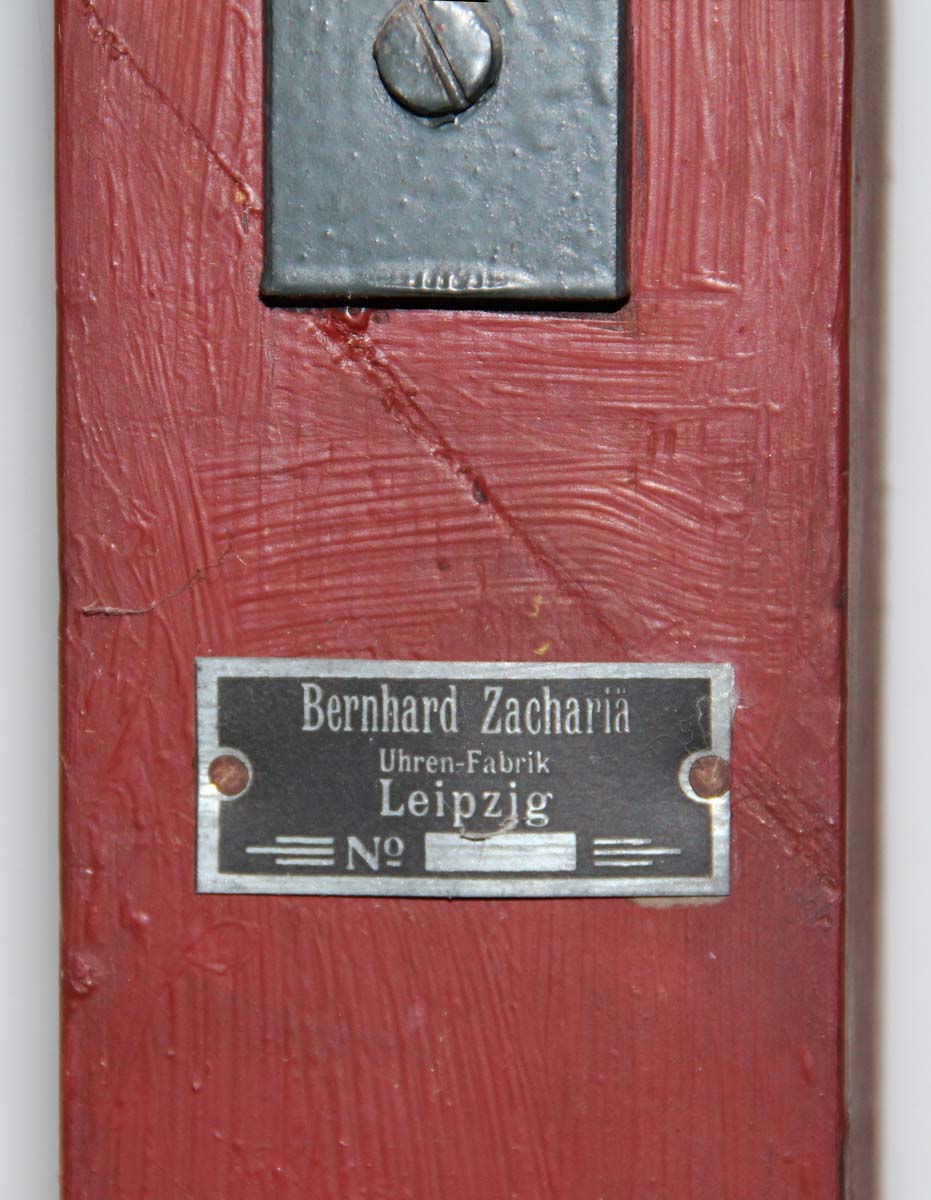 Bernhard Zachariä
Uhren-Fabrik
Leipzig
Nº